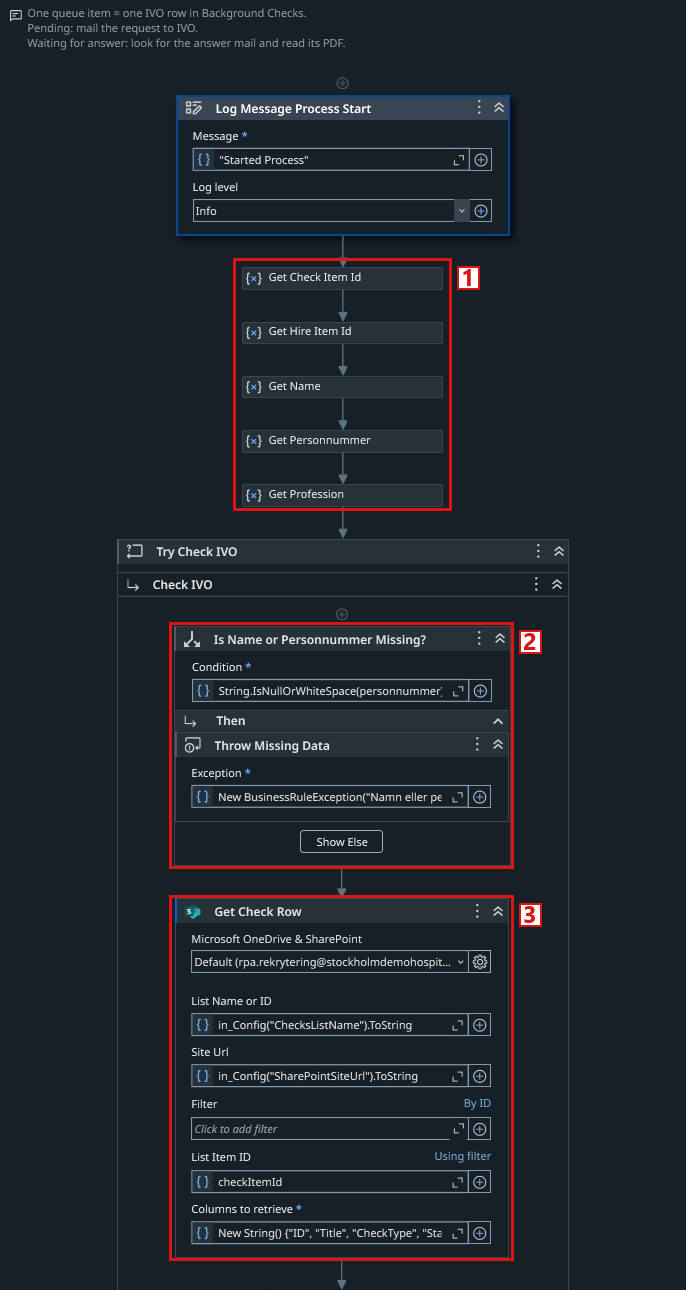 One queue item = one IVO row in Background Checks.
Pending: mail the request to IVO.
Waiting for answer: look for the answer mail and read its PDF.
Log Message Process Start
Message *
"Started Process"
Log level
Info
1
Get Check Item Id
Get Hire Item Id
Get Name
Get Personnummer
Get Profession
Try Check IVO
Check IVO
Is Name or Personnummer Missing?
2
Condition *
String.IsNullOrWhiteSpace(personnummer)
Then
Throw Missing Data
Exception *
New BusinessRuleException("Namn eller pe
Show Else
Get Check Row
3
Microsoft OneDrive & SharePoint
Default (rpa.rekrytering@stockholmdemohospit...
List Name or ID
in_Config("ChecksListName").ToString
Site Url
in_Config("SharePointSiteUrl").ToString
Filter By ID
Click to add filter
List Item ID Using filter
checkItemId
Columns to retrieve *
New String() {"ID", "Title", "CheckType", "Sta